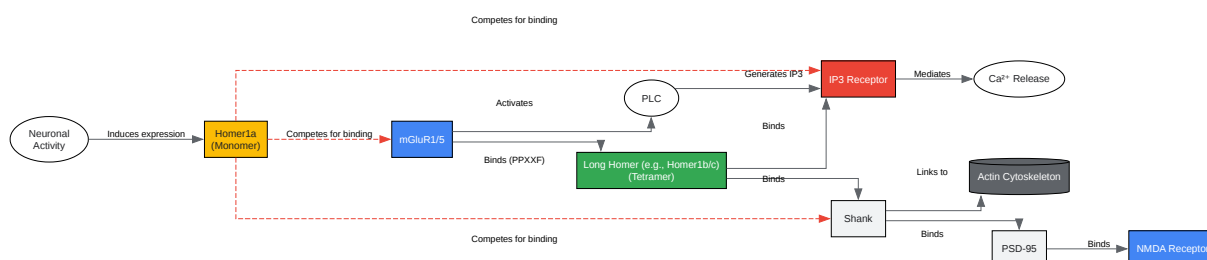 Competes for binding
Generates IP3
IP3 Receptor
Mediates
Ca²⁺ Release
PLC
Activates
Neuronal
Activity
Induces expression
Homer1a
(Monomer)
Competes for binding
mGluR1/5
Binds
Binds (PPXXF)
Long Homer (e.g., Homer1b/c)
(Tetramer)
Binds
Links to
Actin Cytoskeleton
Shank
Competes for binding
Binds
PSD-95
Binds
NMDA Receptor